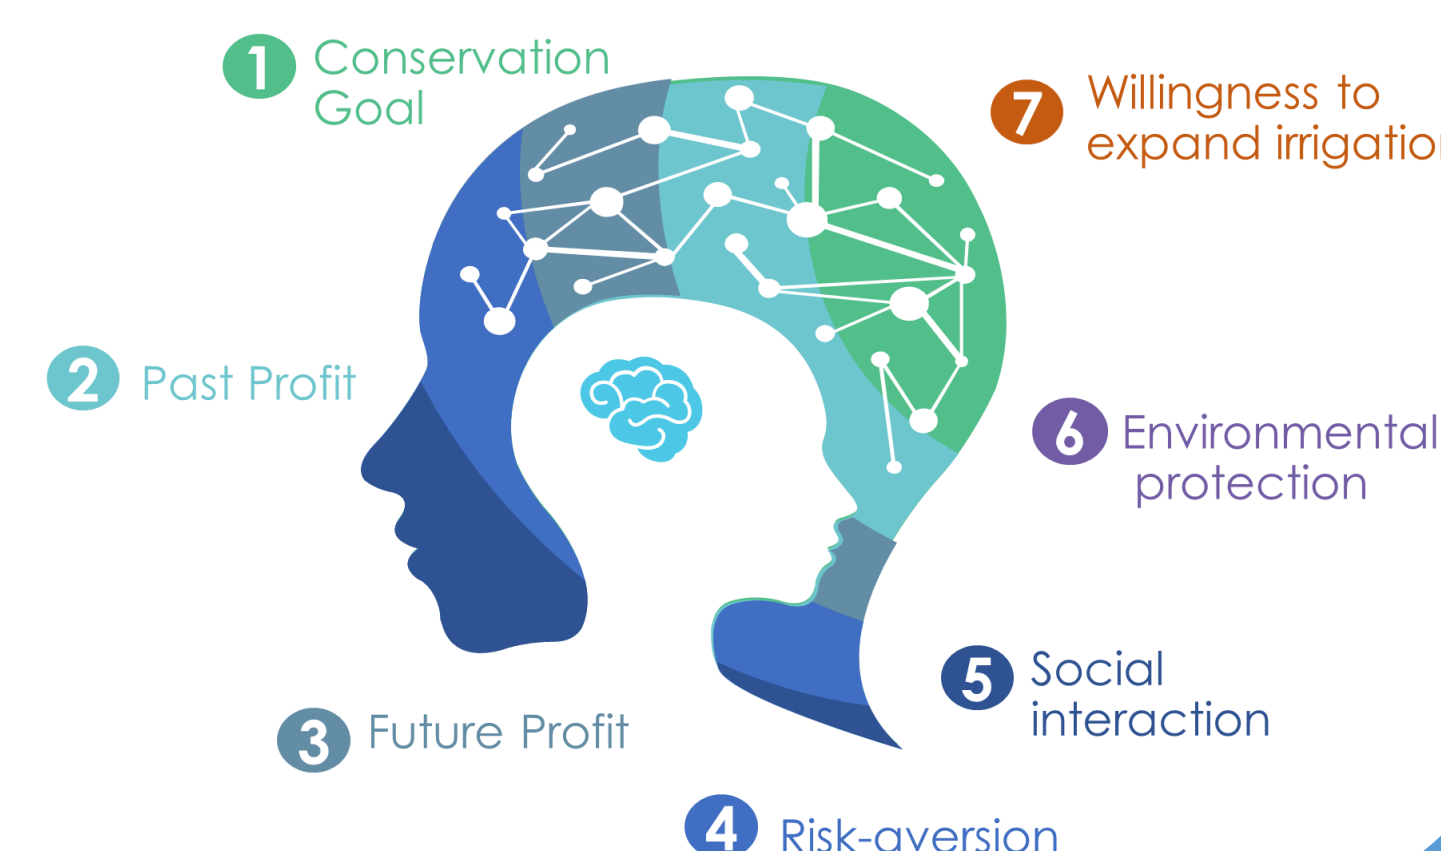 1 Conservation
Goal
2 Past Profit
3 Future Profit
4 Risk-aversion
5 Social
interaction
6 Environmental
protection
7 Willingness to
expand irrigatio